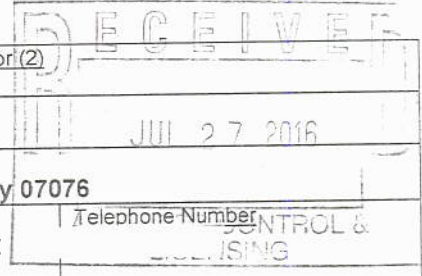 RECEIVED
or (2)
JUL 27 2016
y 07076
Telephone Number
CONTROL &
LICENSING